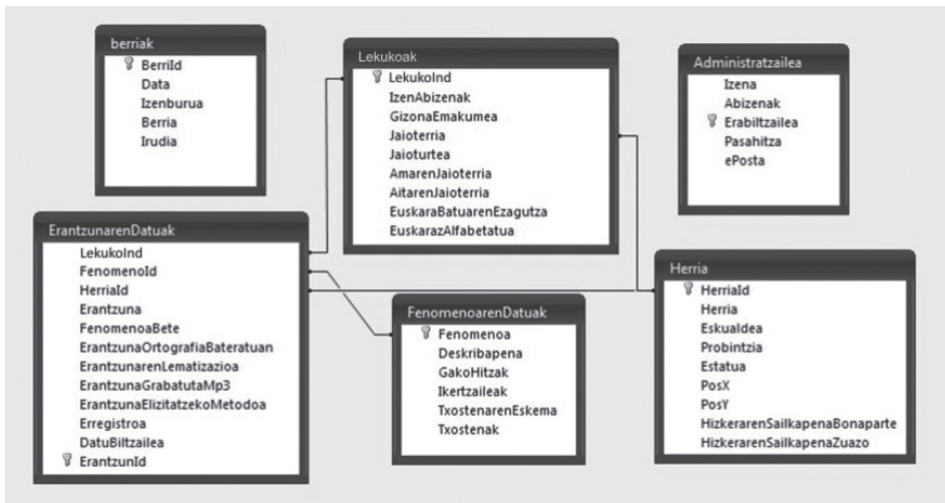 berriak
BerriId
Data
Izenburua
Berria
Irudia
Lekukoak
LekukoInd
IzenAbizenak
GizonaEmakumea
Jaioterria
Jaioturtea
AmarenJaioterria
AitarenJaioterria
EuskaraBatuarenEzagutza
EuskarazAlfabetatua
Administratzailea
Izena
Abizenak
Erabiltzailea
Pasahitza
ePosta
ErantzunarenDatuak
LekukoInd
FenomenoId
HerriaId
Erantzuna
FenomenoaBete
ErantzunaOrtografiaBateratuan
ErantzunarenLematizazioa
ErantzunaGrabatutaMp3
ErantzunaElizitatzekoMetodoa
Erregistroa
DatuBiltzailea
ErantzunId
FenomenoarenDatuak
Fenomenoa
Deskribapena
GakoHitzak
Ikertzaileak
TxostenarenEskema
Txostenak
Herria
HerriaId
Herria
Eskualdea
Probintzia
Estatua
PosX
PosY
HizkerarenSailkapenaBonaparte
HizkerarenSailkapenaZuazo